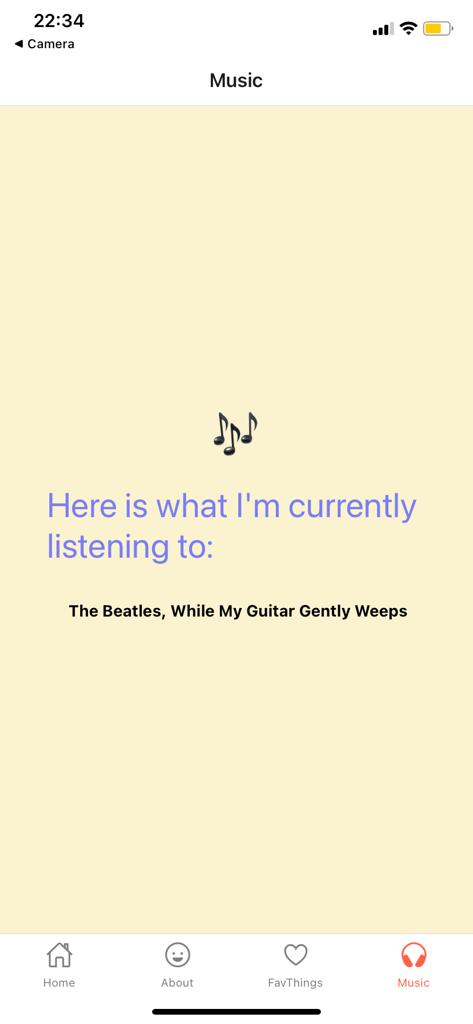 22:34
◀ Camera
Music
Here is what I'm currently
listening to:
The Beatles, While My Guitar Gently Weeps
Home
About
FavThings
Music